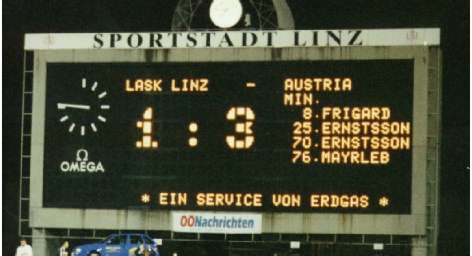 SPORTSTADT LINZ
LASK LINZ - AUSTRIA
MIN.
1 : 3
8. FRIGARD
25. ERNSTSSON
70. ERNSTSSON
76. MAYRLEB
Ω
OMEGA
* EIN SERVICE VON ERDGAS *
OÖNachrichten